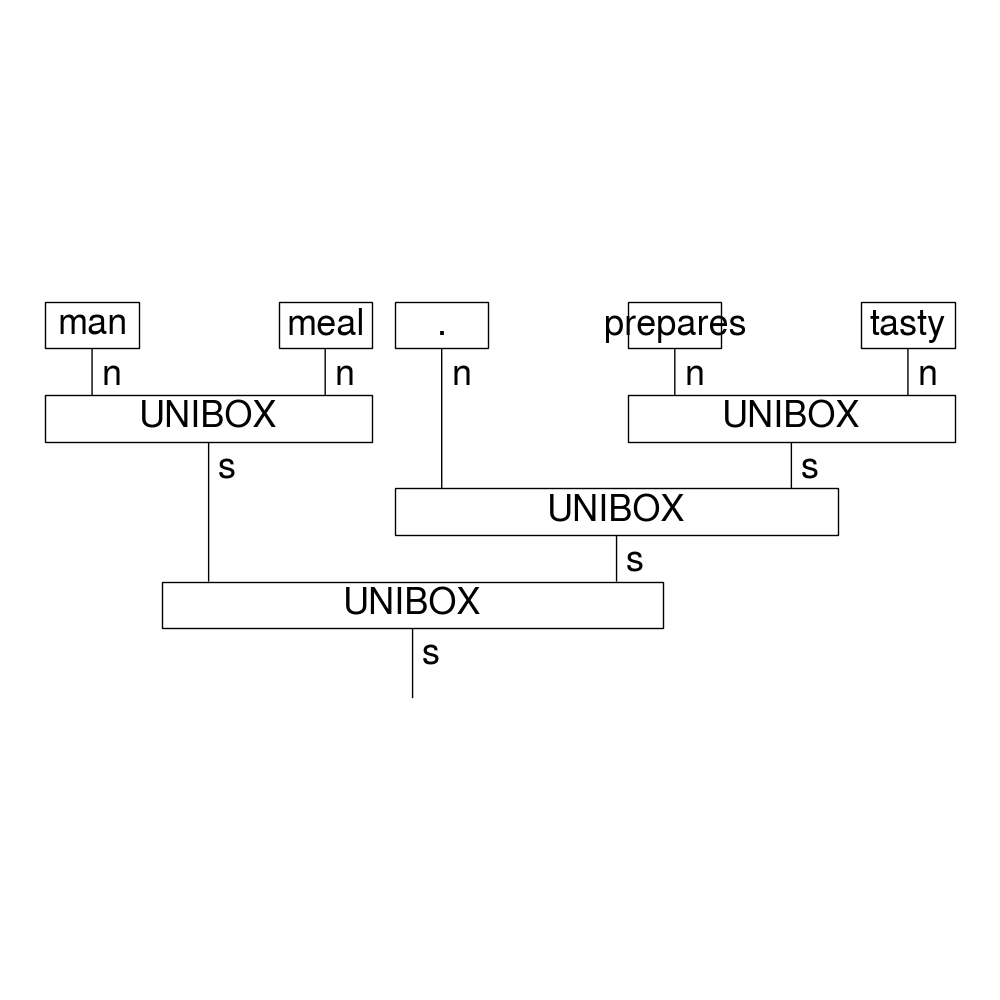 man meal . prepares tasty
n n n n n
UNIBOX UNIBOX
s s
UNIBOX
s
UNIBOX
s